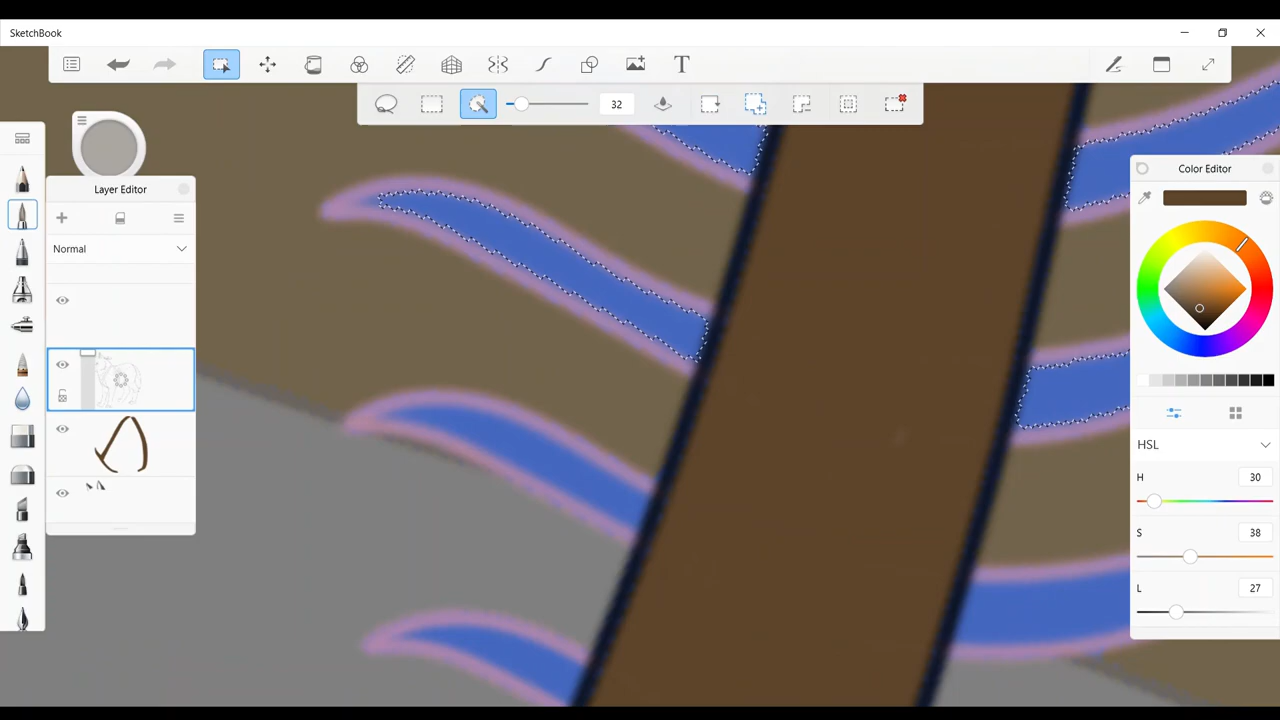 SketchBook
T
32
Layer Editor
Normal
Color Editor
HSL
H 30
S 38
L 27